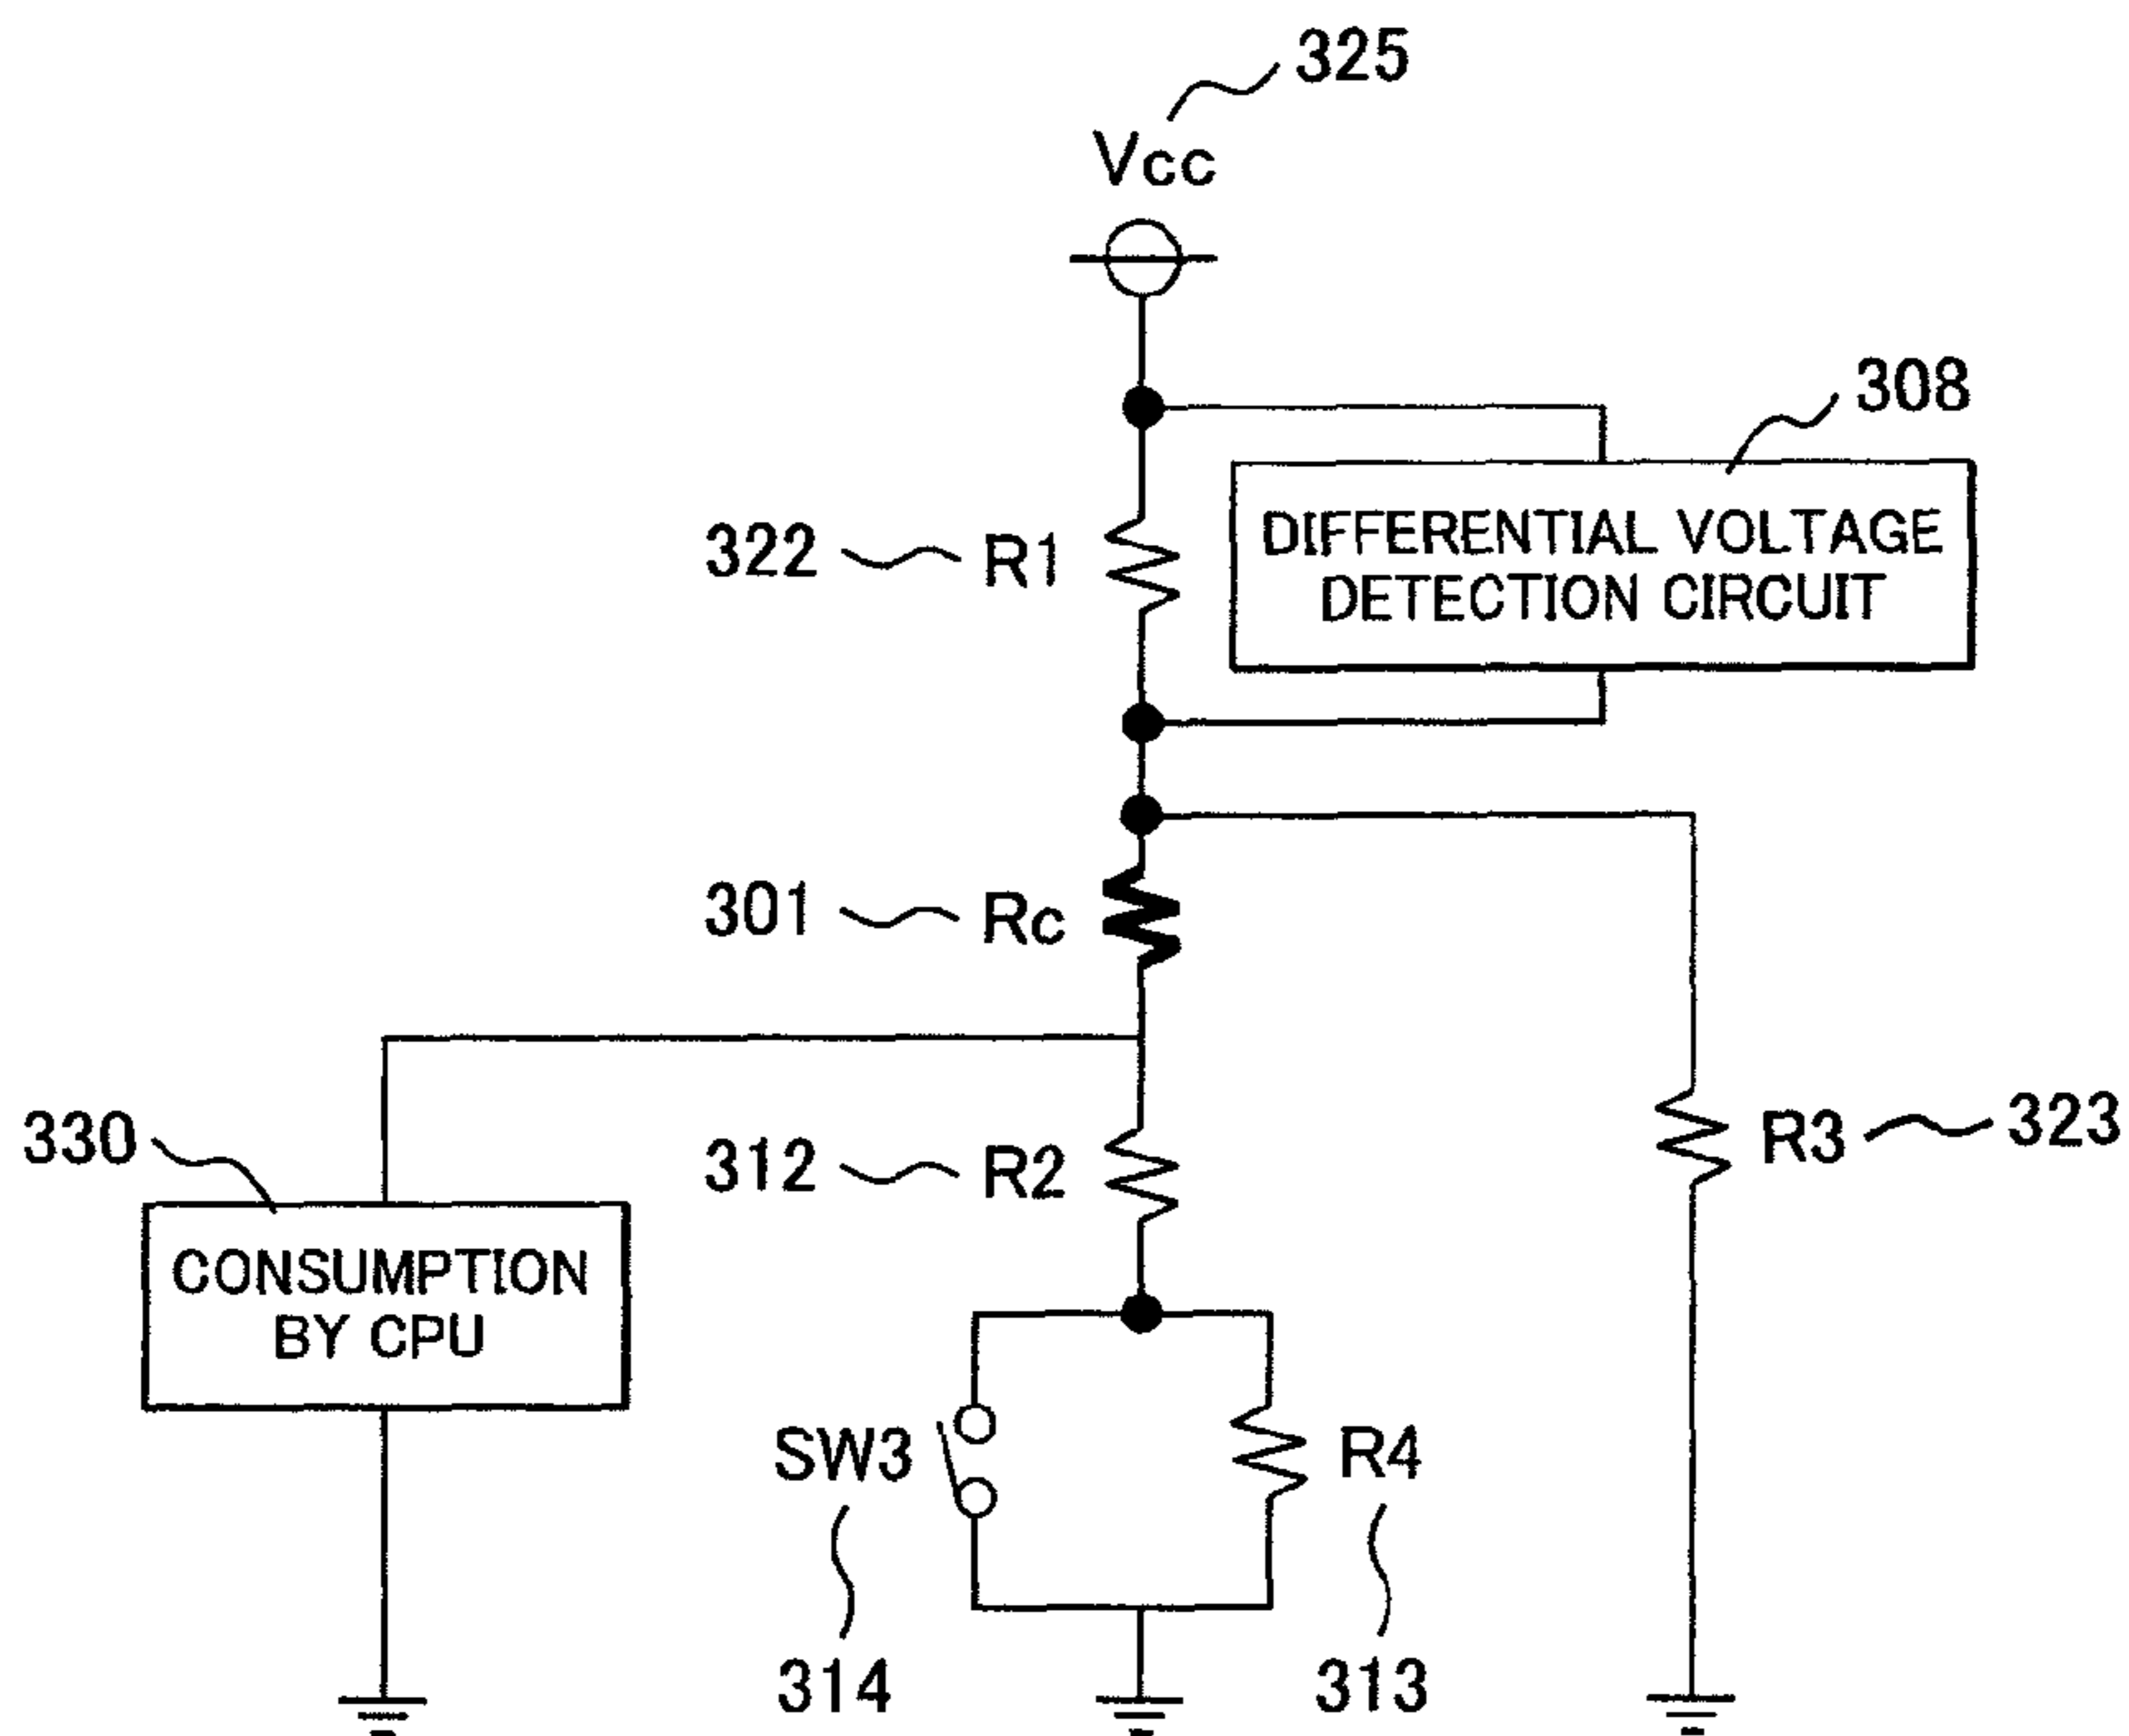 325
Vcc
308
DIFFERENTIAL VOLTAGE
DETECTION CIRCUIT
322
R1
301
Rc
330
312
R2
R3
323
CONSUMPTION
BY CPU
SW3
R4
314
313